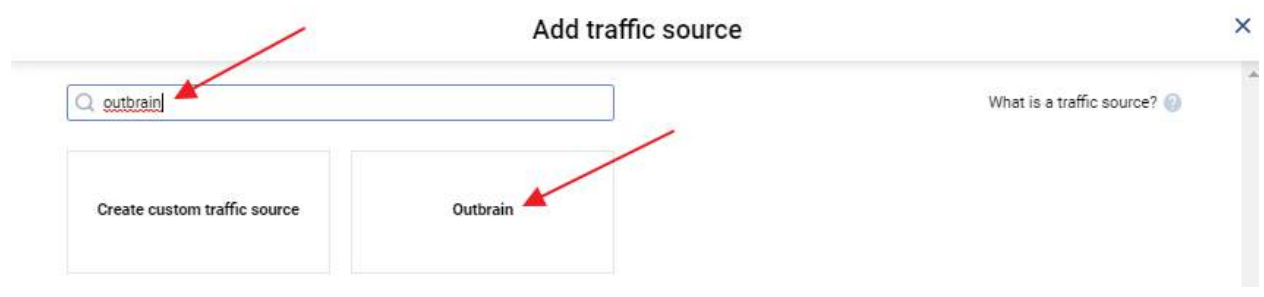 Add traffic source
outbrain
What is a traffic source?
Create custom traffic source
Outbrain